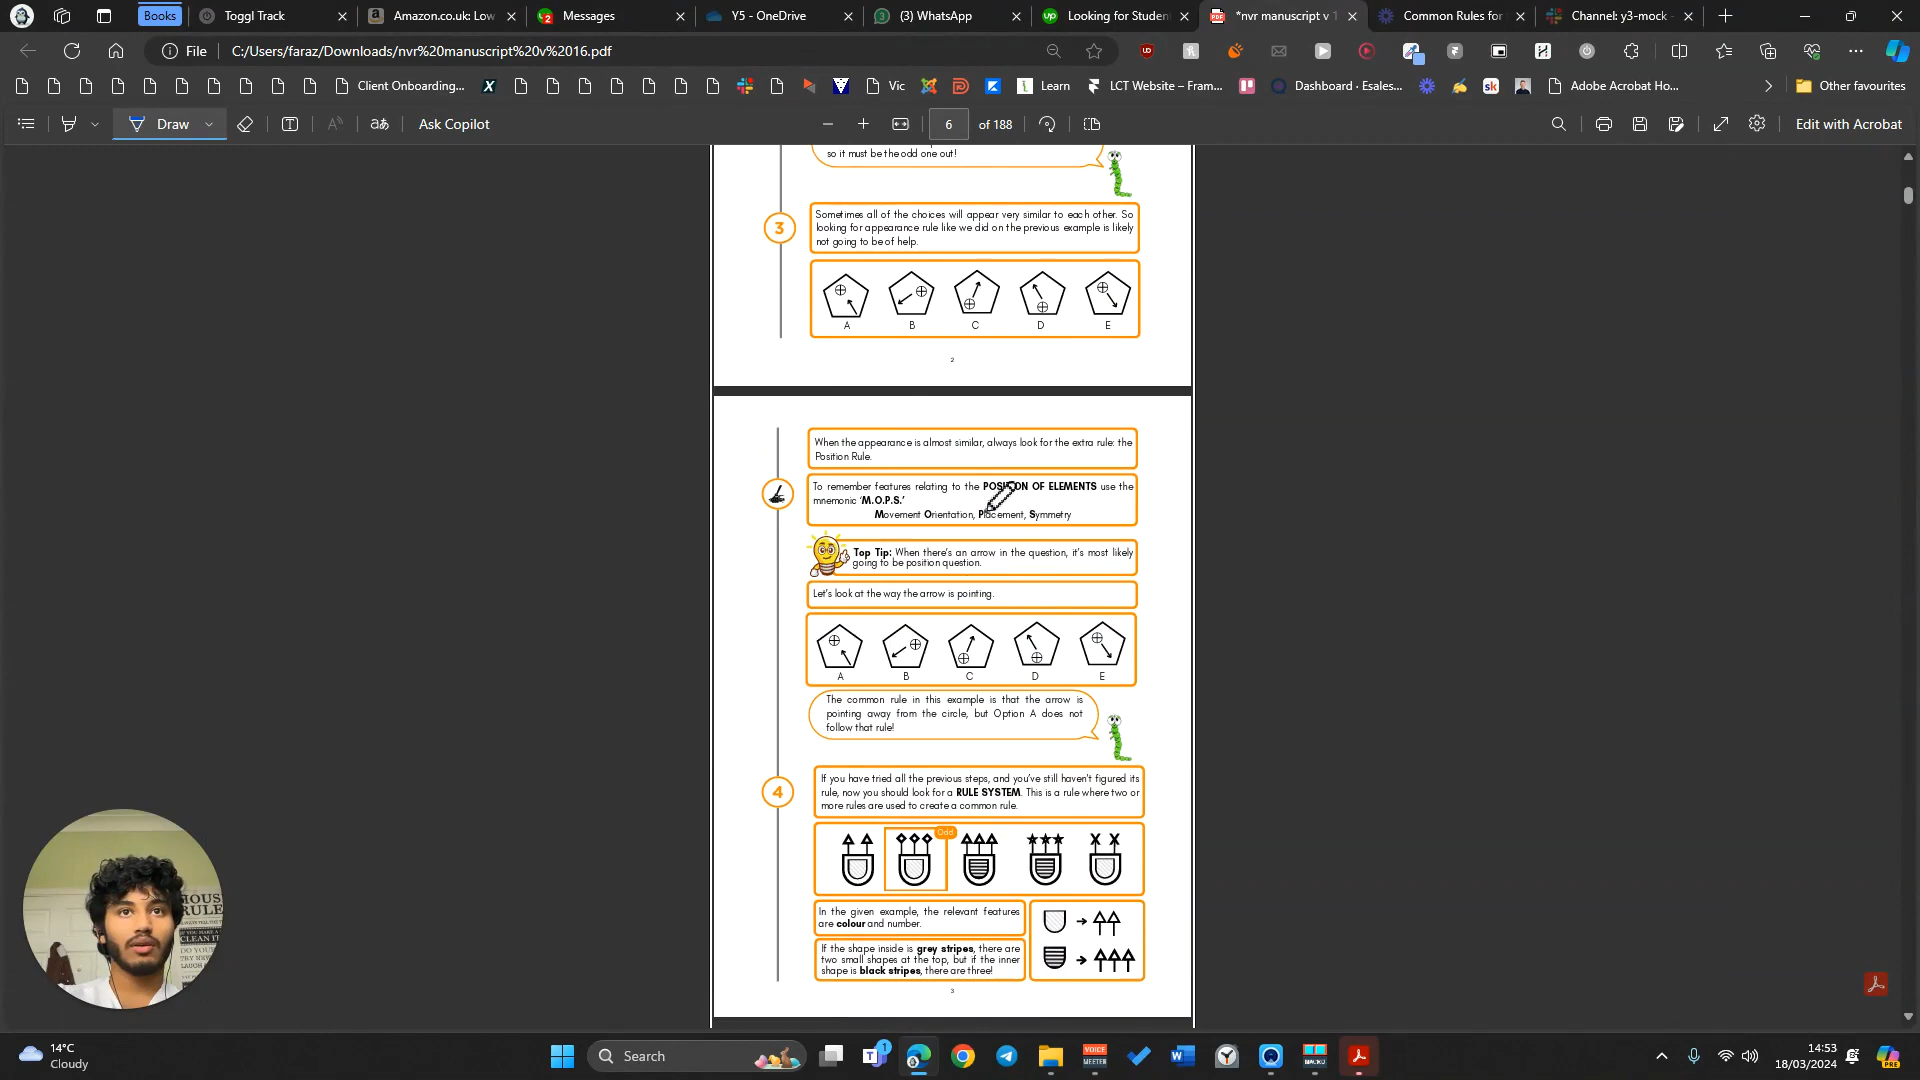 Books
Toggl Track
Amazon.co.uk: Low
2
Messages
Y5 - OneDrive
3
(3) WhatsApp
up
Looking for Studen
PDF
*nvr manuscript v 1
Common Rules for
Channel: y3-mock -
File
C:/Users/faraz/Downloads/nvr%20manuscript%20v%2016.pdf
Client Onboarding...
Vic
Learn
LCT Website – Fram...
Dashboard · Esales...
sk
Adobe Acrobat Ho...
Other favourites
Draw
Ask Copilot
6
of 188
Edit with Acrobat
so it must be the odd one out!
3
Sometimes all of the choices will appear very similar to each other. So
looking for appearance rule like we did on the previous example is likely
not going to be of help.
A B C D E
2
When the appearance is almost similar, always look for the extra rule: the
Position Rule.
To remember features relating to the POSITION OF ELEMENTS use the
mnemonic 'M.O.P.S.'
Movement Orientation, Placement, Symmetry
Top Tip: When there's an arrow in the question, it's most likely
going to be position question.
Let's look at the way the arrow is pointing.
A B C D E
The common rule in this example is that the arrow is
pointing away from the circle, but Option A does not
follow that rule!
4
If you have tried all the previous steps, and you've still haven't figured its
rule, now you should look for a RULE SYSTEM. This is a rule where two or
more rules are used to create a common rule.
Odd
In the given example, the relevant features
are colour and number.
If the shape inside is grey stripes, there are
two small shapes at the top, but if the inner
shape is black stripes, there are three!
3
14°C
Cloudy
Search
1
VOICE
MEETER
14:53
18/03/2024
PRE